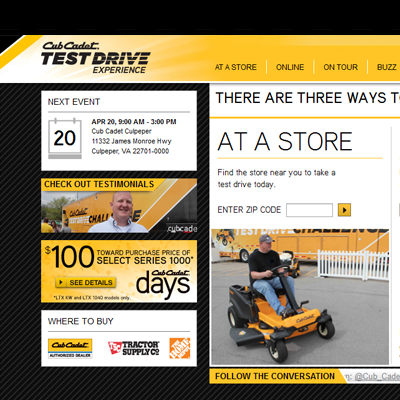 Cub Cadet
TEST DRIVE
EXPERIENCE
AT A STORE
ONLINE
ON TOUR
BUZZ
NEXT EVENT
20
APR 20, 9:00 AM - 3:00 PM
Cub Cadet Culpeper
11332 James Monroe Hwy
Culpeper, VA 22701-0000
CHECK OUT TESTIMONIALS
CHALLENGE
cubcade
$100 TOWARD PURCHASE PRICE OF
SELECT SERIES 1000*
SEE DETAILS
Cub Cadet
days
*LTX KW and LTX 1040 models only.
WHERE TO BUY
Cub Cadet
AUTHORIZED DEALER
TRACTOR
SUPPLY CO
THE HOME DEPOT
THERE ARE THREE WAYS T
AT A STORE
Find the store near you to take a
test drive today.
ENTER ZIP CODE
CHALLENGE
Cub Cadet
FOLLOW THE CONVERSATION
n: @Cub_Cade